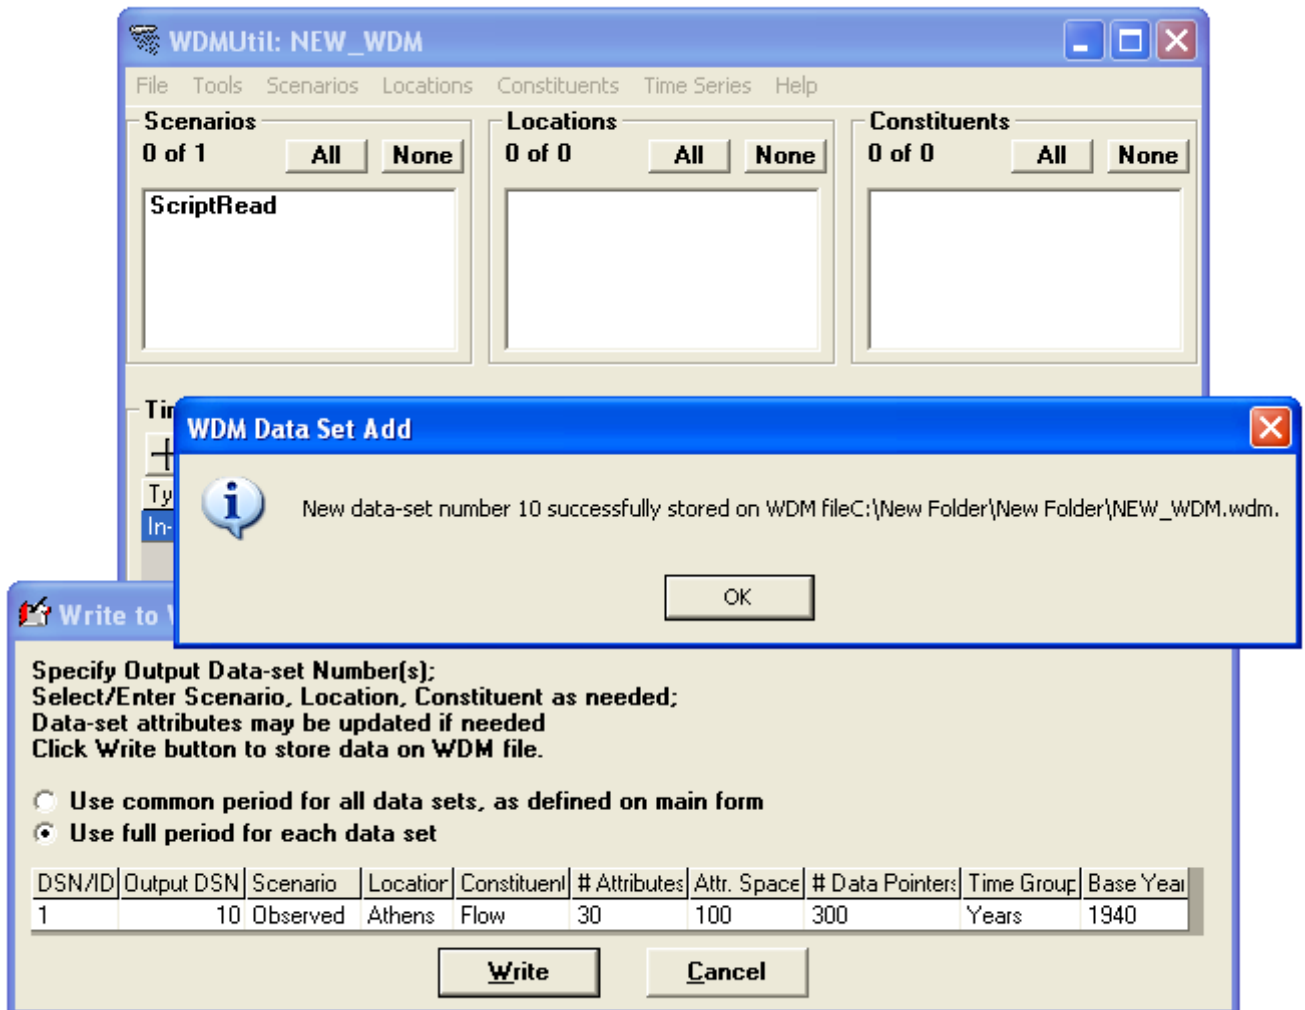 WDMUtil: NEW_WDM
File Tools Scenarios Locations Constituents Time Series Help
Scenarios
0 of 1 All None
ScriptRead
Locations
0 of 0 All None
Constituents
0 of 0 All None
WDM Data Set Add
New data-set number 10 successfully stored on WDM fileC:\New Folder\New Folder\NEW_WDM.wdm.
OK
Write to
Specify Output Data-set Number(s);
Select/Enter Scenario, Location, Constituent as needed;
Data-set attributes may be updated if needed
Click Write button to store data on WDM file.
Use common period for all data sets, as defined on main form
Use full period for each data set
DSN/ID Output DSN Scenario Location Constituent # Attributes Attr. Space # Data Pointers Time Group Base Year
1 10 Observed Athens Flow 30 100 300 Years 1940
Write Cancel